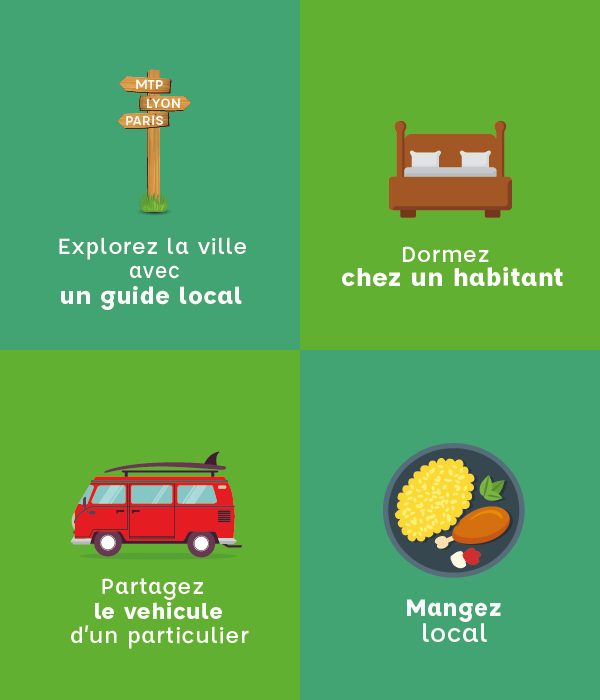 MTP
LYON
PARIS
Explorez la ville
avec
un guide local
Dormez
chez un habitant
Partagez
le vehicule
d'un particulier
Mangez
local